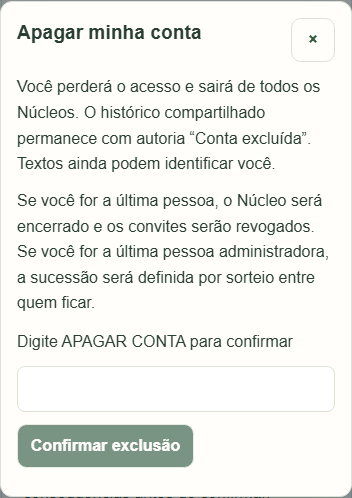 Apagar minha conta
×
Você perderá o acesso e sairá de todos os
Núcleos. O histórico compartilhado
permanece com autoria “Conta excluída”.
Textos ainda podem identificar você.
Se você for a última pessoa, o Núcleo será
encerrado e os convites serão revogados.
Se você for a última pessoa administradora,
a sucessão será definida por sorteio entre
quem ficar.
Digite APAGAR CONTA para confirmar
Confirmar exclusão